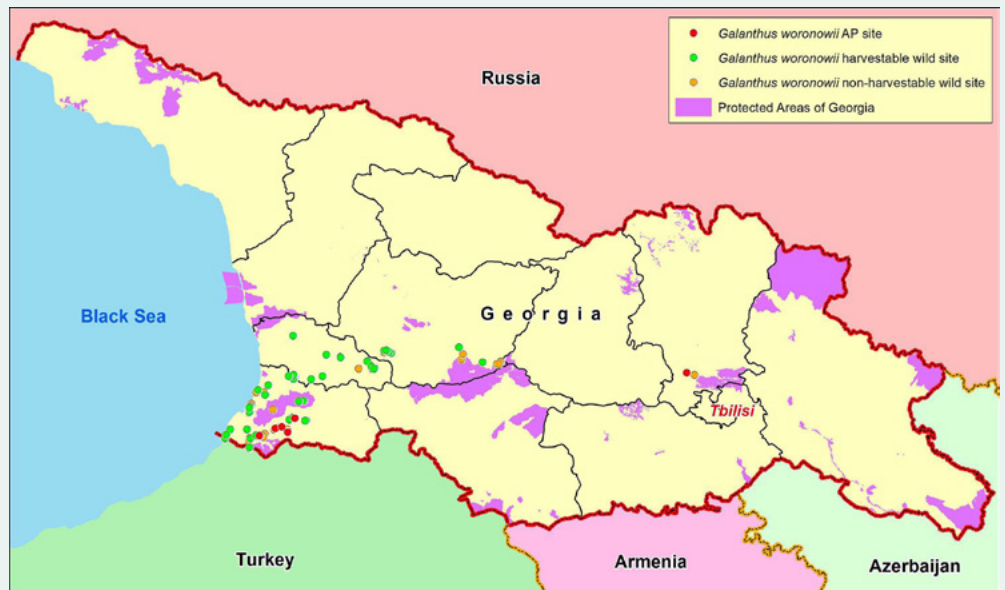 Galanthus woronowii AP site
Galanthus woronowii harvestable wild site
Galanthus woronowii non-harvestable wild site
Protected Areas of Georgia
Russia
Black Sea
Georgia
Tbilisi
Turkey
Armenia
Azerbaijan